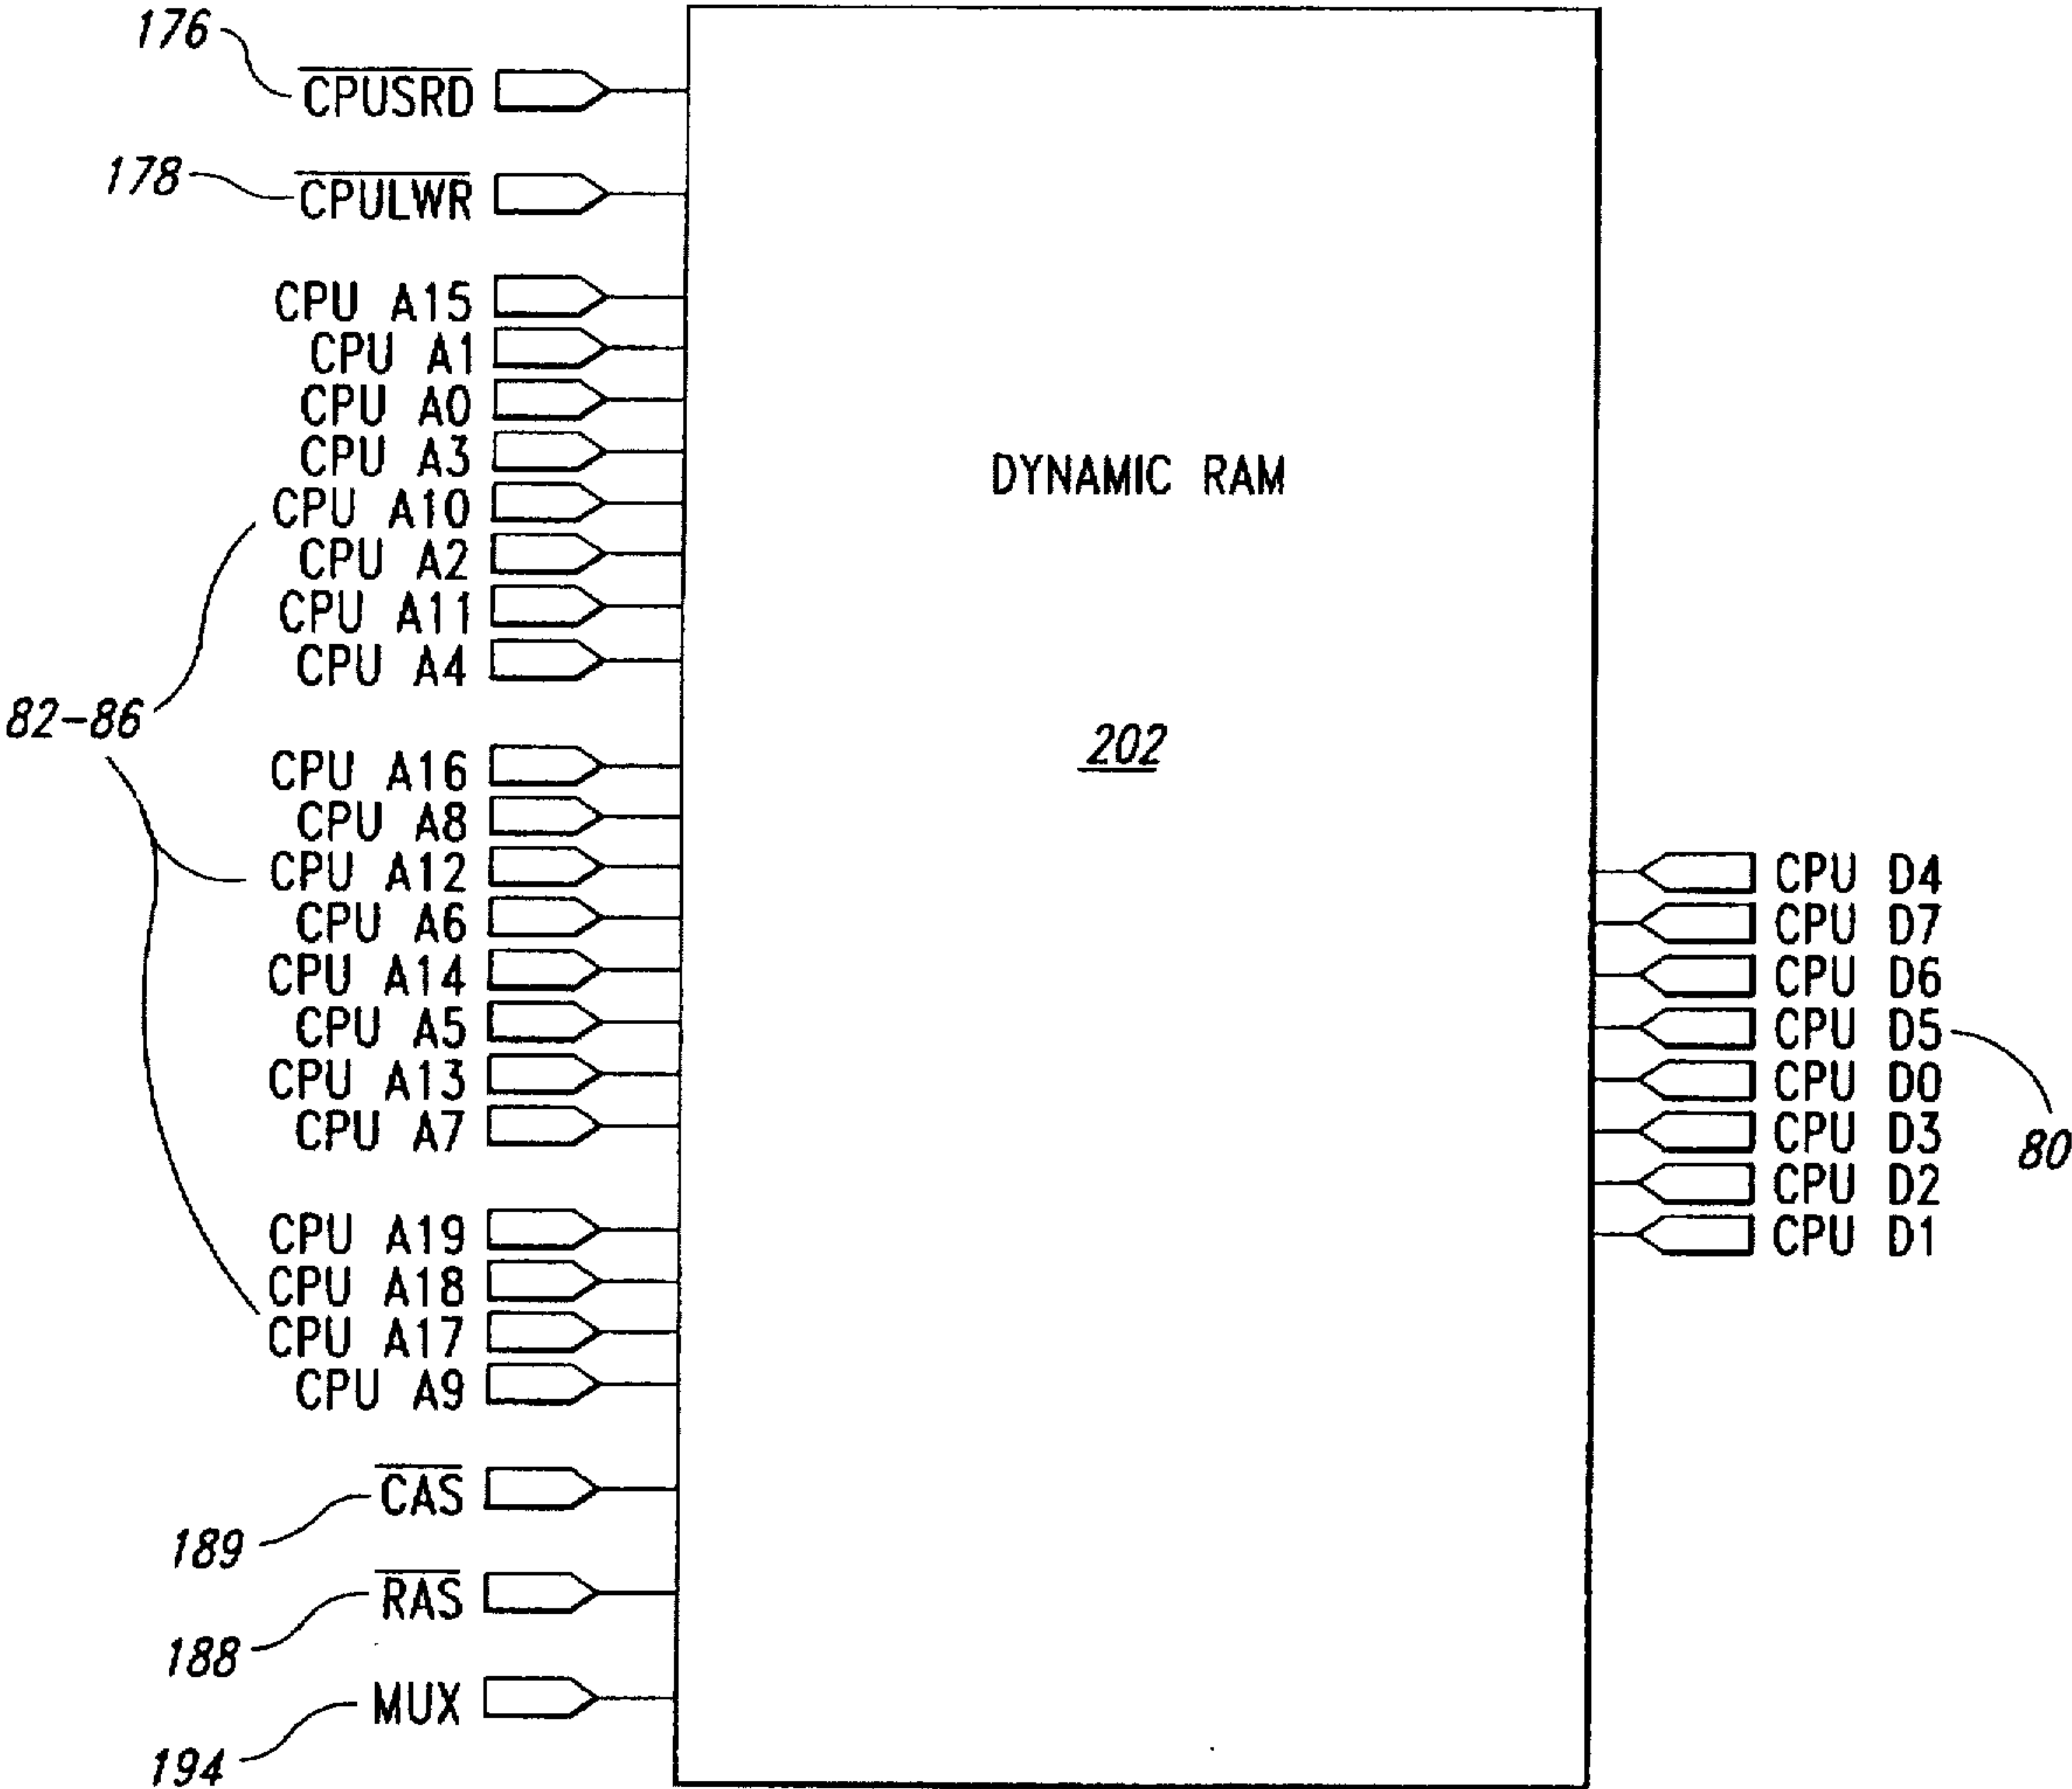 176
CPUSRD
178
CPULWR
CPU A15
CPU A1
CPU A0
CPU A3
CPU A10
CPU A2
CPU A11
CPU A4
82-86
CPU A16
CPU A8
CPU A12
CPU A6
CPU A14
CPU A5
CPU A13
CPU A7
CPU A19
CPU A18
CPU A17
CPU A9
CAS
189
RAS
188
MUX
194
DYNAMIC RAM
202
CPU D4
CPU D7
CPU D6
CPU D5
CPU D0
CPU D3
CPU D2
CPU D1
80